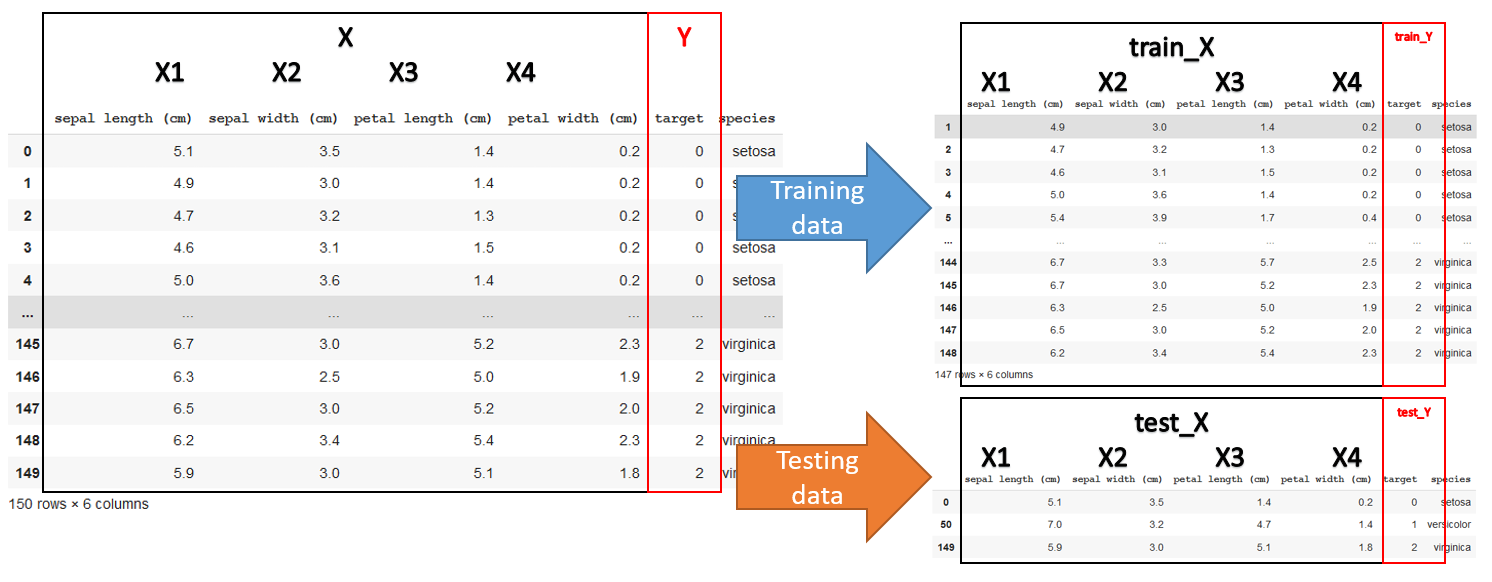 X Y
X1 X2 X3 X4
sepal length (cm) sepal width (cm) petal length (cm) petal width (cm) target species
0 5.1 3.5 1.4 0.2 0 setosa
1 4.9 3.0 1.4 0.2 0
2 4.7 3.2 1.3 0.2 0
3 4.6 3.1 1.5 0.2 0 setosa
4 5.0 3.6 1.4 0.2 0 setosa
... ... ... ... ... ... ...
145 6.7 3.0 5.2 2.3 2 virginica
146 6.3 2.5 5.0 1.9 2 virginica
147 6.5 3.0 5.2 2.0 2 virginica
148 6.2 3.4 5.4 2.3 2 virginica
149 5.9 3.0 5.1 1.8 2
150 rows × 6 columns
Training
data
Testing
data
train_X train_Y
X1 X2 X3 X4
sepal length (cm) sepal width (cm) petal length (cm) petal width (cm) target species
1 4.9 3.0 1.4 0.2 0 setosa
2 4.7 3.2 1.3 0.2 0 setosa
3 4.6 3.1 1.5 0.2 0 setosa
4 5.0 3.6 1.4 0.2 0 setosa
5 5.4 3.9 1.7 0.4 0 setosa
... ... ... ... ... ... ...
144 6.7 3.3 5.7 2.5 2 virginica
145 6.7 3.0 5.2 2.3 2 virginica
146 6.3 2.5 5.0 1.9 2 virginica
147 6.5 3.0 5.2 2.0 2 virginica
148 6.2 3.4 5.4 2.3 2 virginica
147 rows × 6 columns
test_X test_Y
X1 X2 X3 X4
sepal length (cm) sepal width (cm) petal length (cm) petal width (cm) target species
0 5.1 3.5 1.4 0.2 0 setosa
50 7.0 3.2 4.7 1.4 1 versicolor
149 5.9 3.0 5.1 1.8 2 virginica